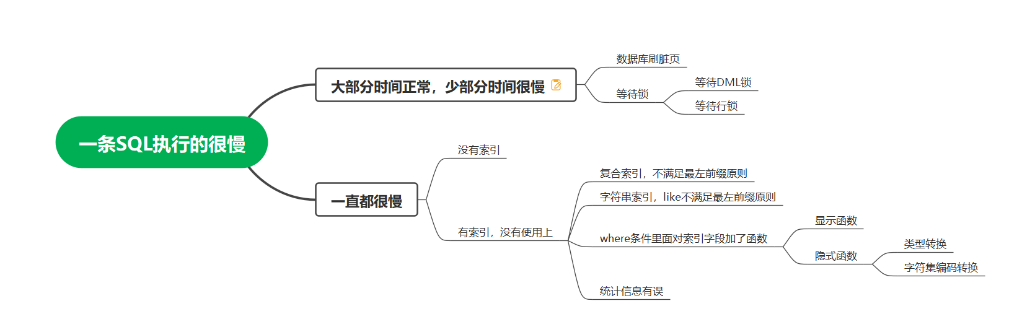 一条SQL执行的很慢
大部分时间正常，少部分时间很慢
数据库刷脏页
等待锁
等待DML锁
等待行锁
一直都很慢
没有索引
有索引，没有使用上
复合索引，不满足最左前缀原则
字符串索引，like不满足最左前缀原则
where条件里面对索引字段加了函数
显示函数
隐式函数
类型转换
字符集编码转换
统计信息有误